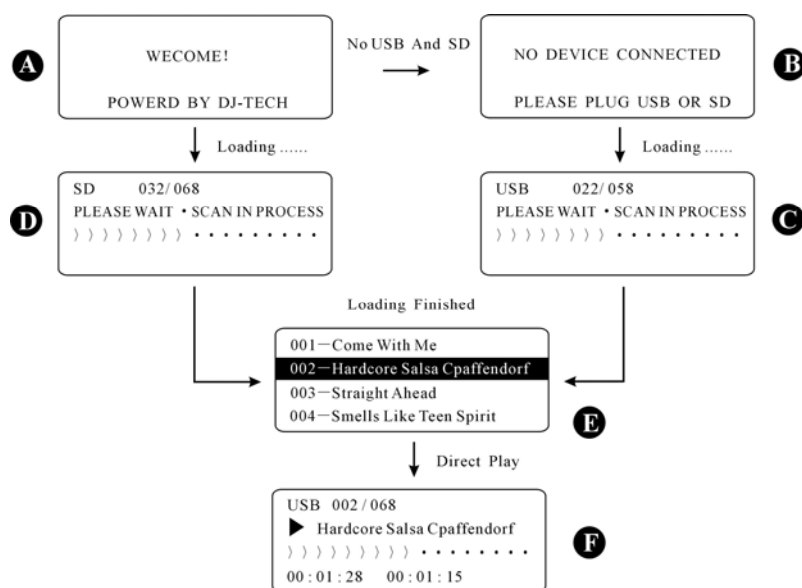 A
WECOME!
POWERD BY DJ-TECH
No USB And SD
NO DEVICE CONNECTED
PLEASE PLUG USB OR SD
B
Loading ......
Loading ......
D
SD 032/068
PLEASE WAIT • SCAN IN PROCESS
〉〉〉〉〉〉〉〉 • • • • • • • • •
USB 022/058
PLEASE WAIT • SCAN IN PROCESS
〉〉〉〉〉〉〉〉 • • • • • • • • •
C
Loading Finished
001—Come With Me
002—Hardcore Salsa Cpaffendorf
003—Straight Ahead
004—Smells Like Teen Spirit
E
Direct Play
USB 002/068
▶ Hardcore Salsa Cpaffendorf
〉〉〉〉〉〉〉〉〉 • • • • • • • •
00:01:28 00:01:15
F